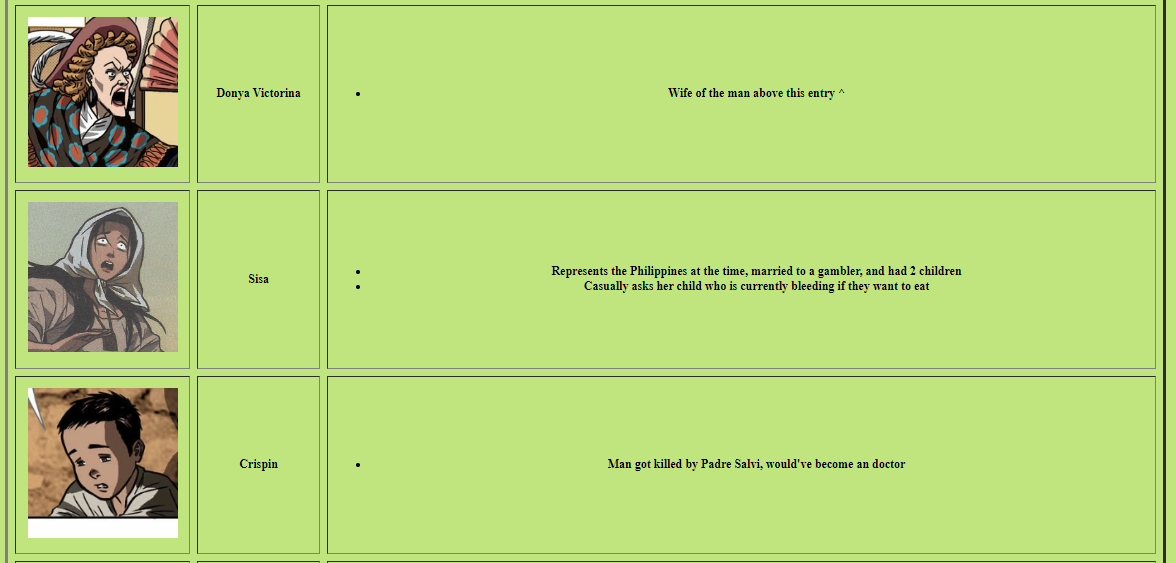 Donya Victorina
Wife of the man above this entry ^
Sisa
Represents the Philippines at the time, married to a gambler, and had 2 children
Casually asks her child who is currently bleeding if they want to eat
Crispin
Man got killed by Padre Salvi, would've become an doctor